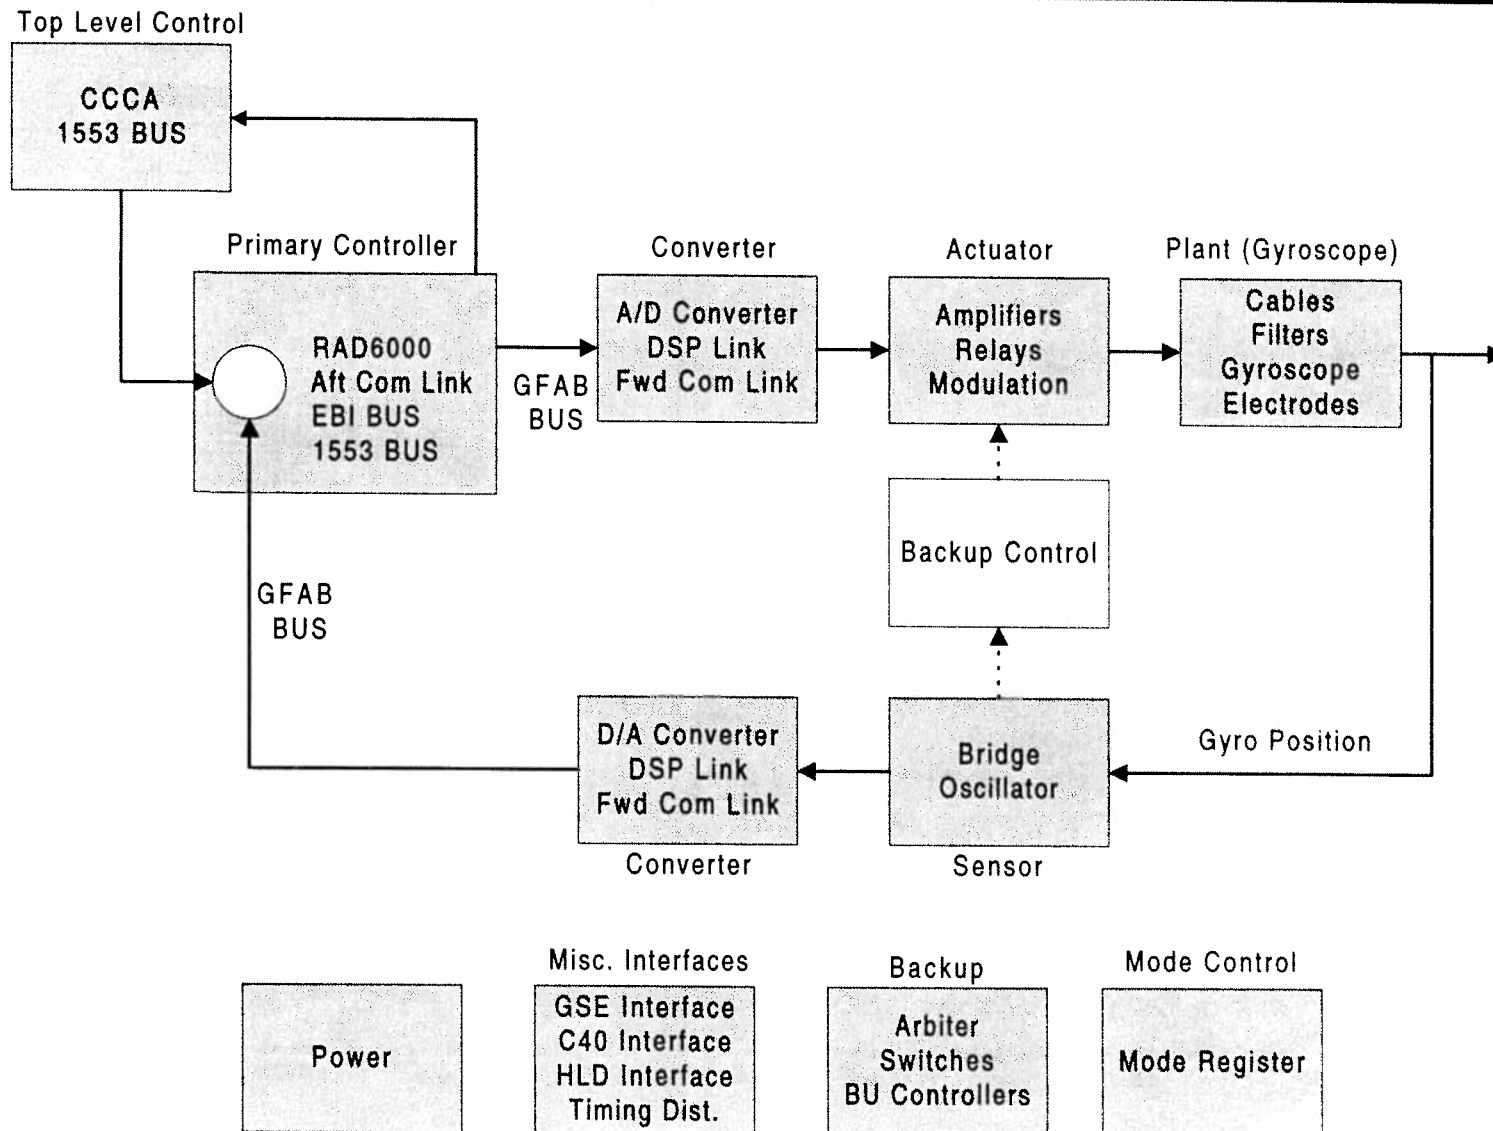 Top Level Control
CCCA
1553 BUS
Primary Controller
RAD6000
Aft Com Link
EBI BUS
1553 BUS
GFAB
BUS
Converter
A/D Converter
DSP Link
Fwd Com Link
Actuator
Amplifiers
Relays
Modulation
Plant (Gyroscope)
Cables
Filters
Gyroscope
Electrodes
Backup Control
GFAB
BUS
D/A Converter
DSP Link
Fwd Com Link
Converter
Bridge
Oscillator
Sensor
Gyro Position
Power
Misc. Interfaces
GSE Interface
C40 Interface
HLD Interface
Timing Dist.
Backup
Arbiter
Switches
BU Controllers
Mode Control
Mode Register